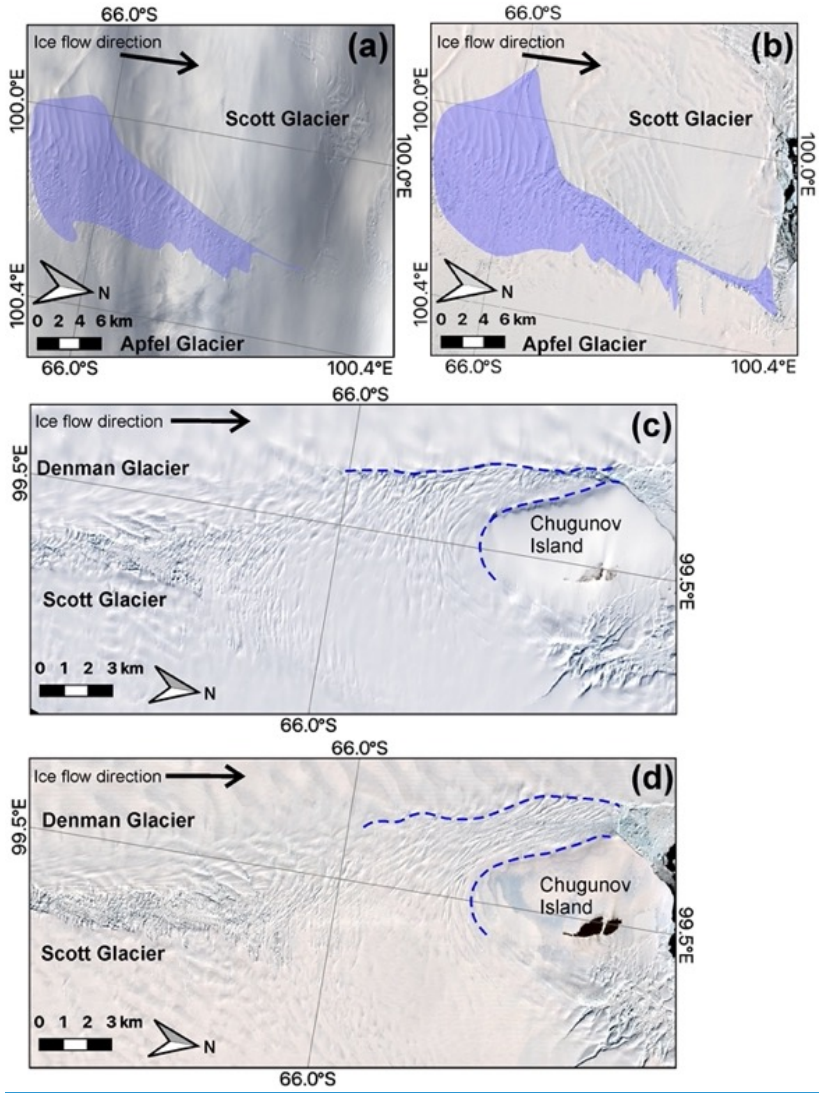 66.0°S
Ice flow direction
(a)
100.0°E
Scott Glacier
100.0°E
100.4°E
N
0 2 4 6 km
Apfel Glacier
66.0°S
100.4°E
66.0°S
Ice flow direction
(b)
100.0°E
Scott Glacier
100.0°E
100.4°E
N
0 2 4 6 km
Apfel Glacier
66.0°S
100.4°E
66.0°S
Ice flow direction
(c)
99.5°E
Denman Glacier
Chugunov
Island
99.5°E
Scott Glacier
0 1 2 3 km
N
66.0°S
66.0°S
Ice flow direction
(d)
99.5°E
Denman Glacier
Chugunov
Island
99.5°E
Scott Glacier
0 1 2 3 km
N
66.0°S